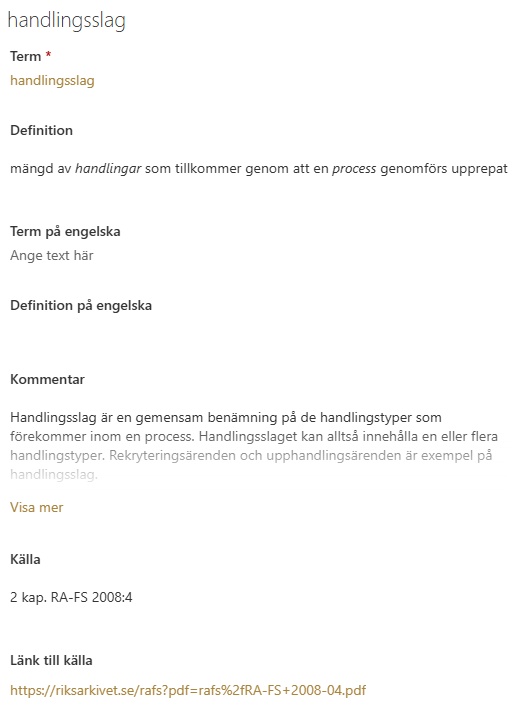 handlingsslag
Term *
handlingsslag
Definition
mängd av handlingar som tillkommer genom att en process genomförs upprepat
Term på engelska
Ange text här
Definition på engelska
Kommentar
Handlingsslag är en gemensam benämning på de handlingstyper som
förekommer inom en process. Handlingsslaget kan alltså innehålla en eller flera
handlingstyper. Rekryteringsärenden och upphandlingsärenden är exempel på
handlingsslag.
Visa mer
Källa
2 kap. RA-FS 2008:4
Länk till källa
https://riksarkivet.se/rafs?pdf=rafs%2fRA-FS+2008-04.pdf